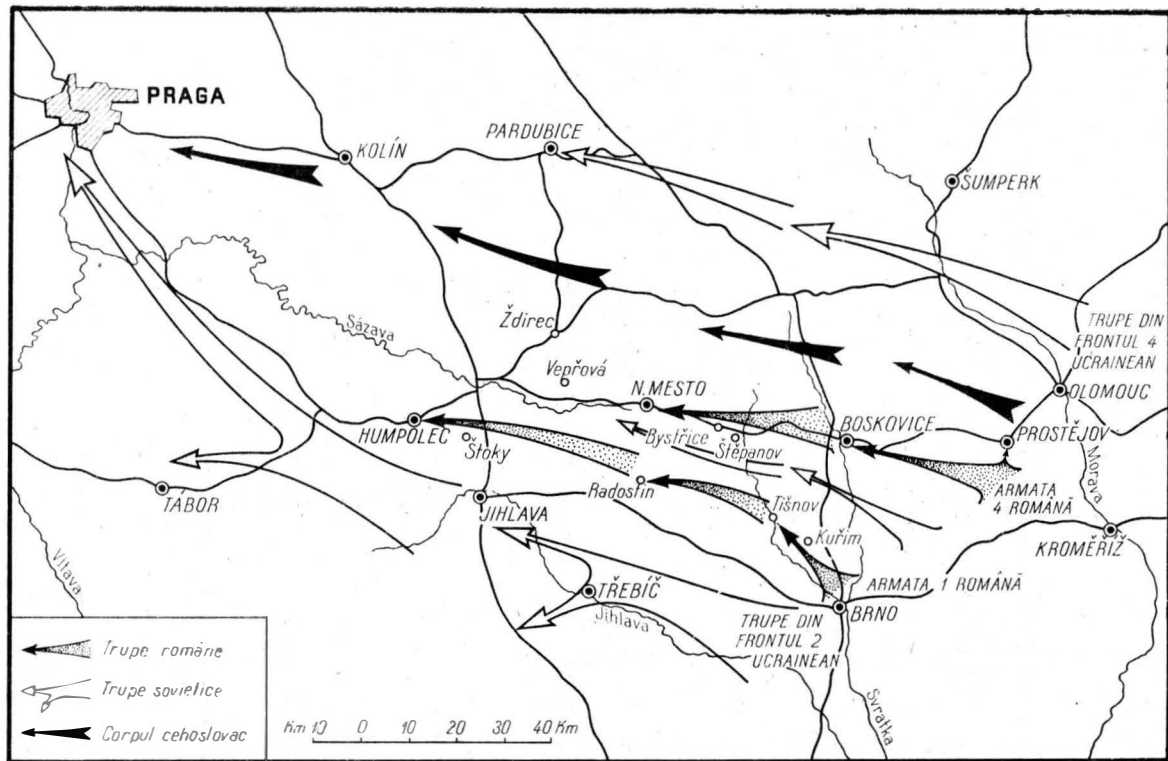 PRAGA
KOLÍN
PARDUBICE
ŠUMPERK
Sázava
Ždirec
Vepřová
N. MESTO
TRUPE DIN
FRONTUL 4
UCRAINEAN
OLOMOUC
HUMPOLEC
Štoky
Bystřice
Štěpanov
BOSKOVICE
PROSTĚJOV
Morava
TÁBOR
JIHLAVA
Radostin
Tišnov
Kuřim
ARMATA
4 ROMÂNĂ
KROMĚŘIŽ
Vltava
TŘEBÍČ
Jihlava
ARMATA 1 ROMÂNĂ
BRNO
TRUPE DIN
FRONTUL 2
UCRAINEAN
Svratka
Trupe române
Trupe sovietice
Corpul cehoslovac
Km 10 0 10 20 30 40 Km